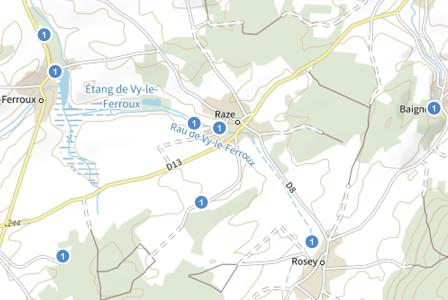 1
1
Étang de Vy-le-
Ferroux
-Ferroux
1
1
Raze
1
Baigne
Rau de Vy-le-Ferroux
D13
D8
1
244
1
1
Rosey